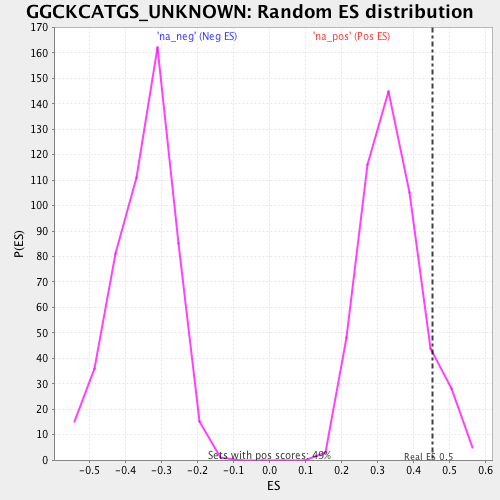 GGCKCATGS_UNKNOWN: Random ES distribution
'na_neg' (Neg ES) 'na_pos' (Pos ES)
170
160
150
140
130
120
110
100
90
80
70
60
50
40
30
20
10
0
P(ES)
Sets with pos scores: 49%
Real ES 0.5
-0.5 -0.4 -0.3 -0.2 -0.1 0.0 0.1 0.2 0.3 0.4 0.5 0.6
ES